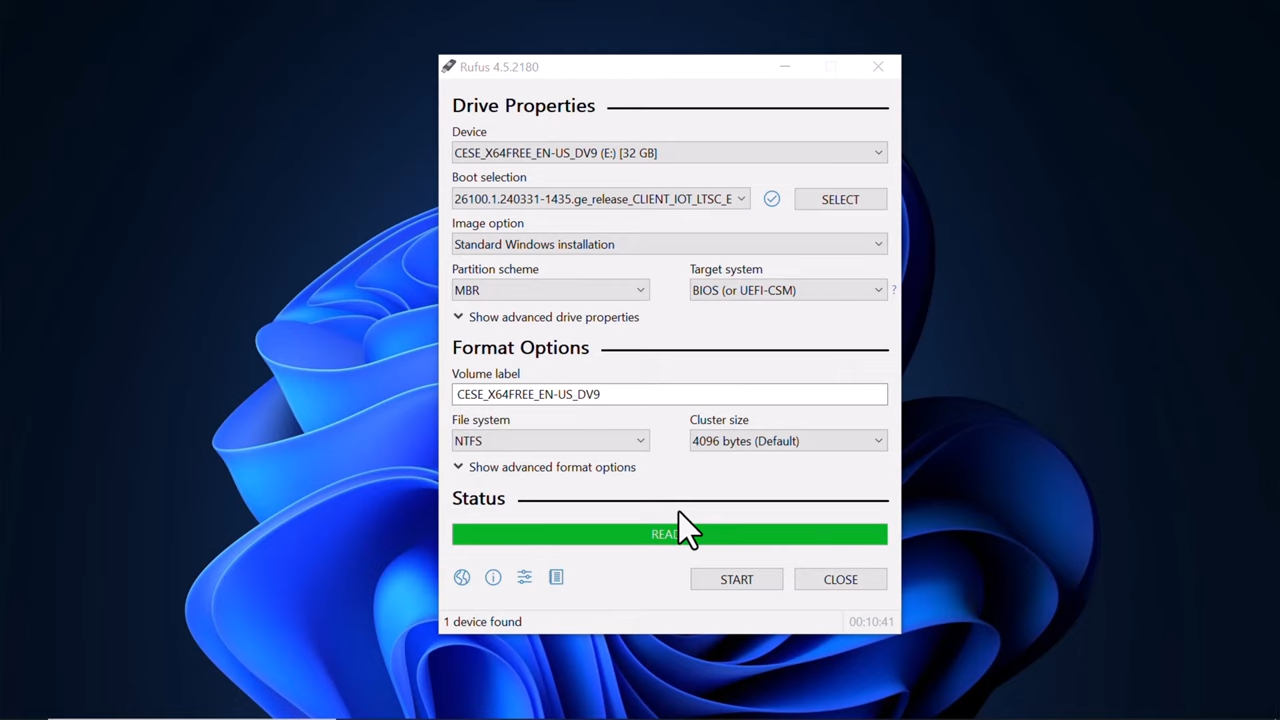 Rufus 4.5.2180
Drive Properties
Device
CESE_X64FREE_EN-US_DV9 (E:) [32 GB]
Boot selection
26100.1.240331-1435.ge_release_CLIENT_IOT_LTSC_E
SELECT
Image option
Standard Windows installation
Partition scheme
Target system
MBR
BIOS (or UEFI-CSM)
?
Show advanced drive properties
Format Options
Volume label
CESE_X64FREE_EN-US_DV9
File system
Cluster size
NTFS
4096 bytes (Default)
Show advanced format options
Status
START
CLOSE
1 device found
00:10:41